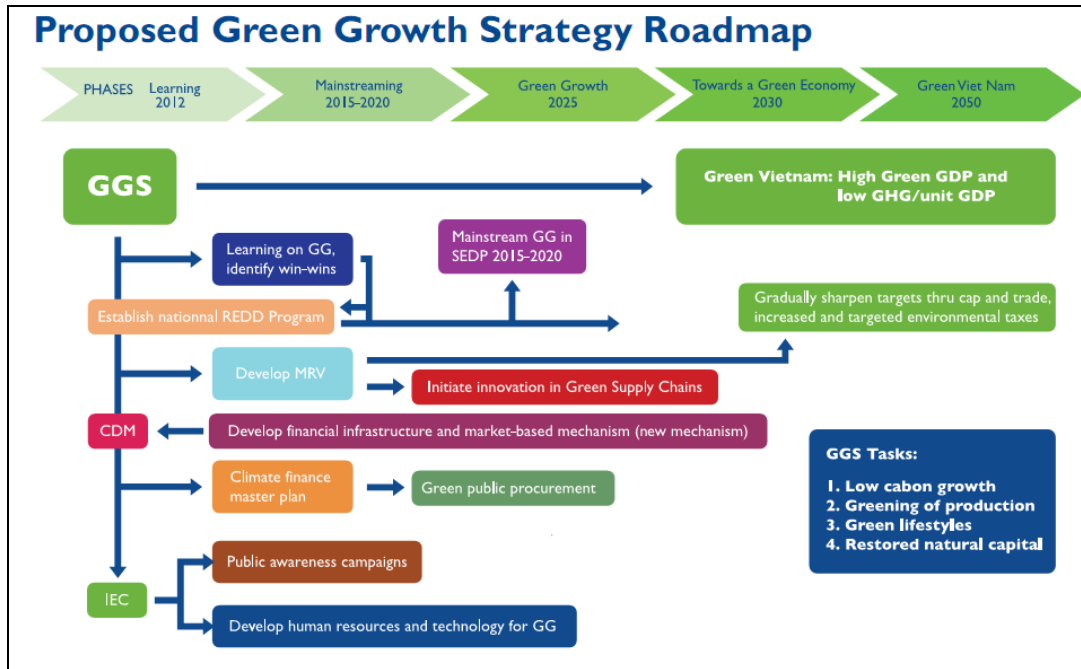 Proposed Green Growth Strategy Roadmap
PHASES Learning
2012
Mainstreaming
2015–2020
Green Growth
2025
Towards a Green Economy
2030
Green Viet Nam
2050
GGS
Green Vietnam: High Green GDP and
low GHG/unit GDP
Learning on GG,
identify win–wins
Mainstream GG in
SEDP 2015–2020
Establish nationnal REDD Program
Gradually sharpen targets thru cap and trade,
increased and targeted environmental taxes
Develop MRV
Initiate innovation in Green Supply Chains
CDM
Develop financial infrastructure and market–based mechanism (new mechanism)
Climate finance
master plan
Green public procurement
GGS Tasks:
1. Low cabon growth
2. Greening of production
3. Green lifestyles
4. Restored natural capital
Public awareness campaigns
IEC
Develop human resources and technology for GG